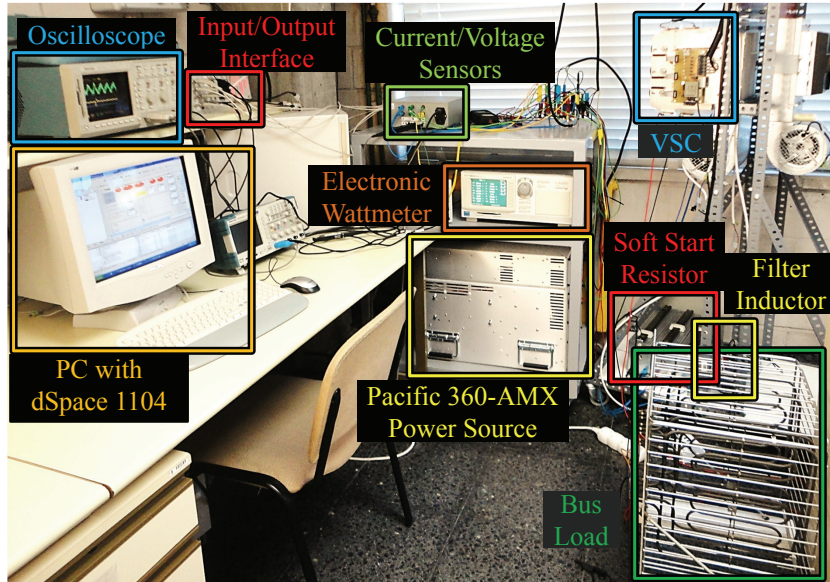 Oscilloscope
Input/Output
Interface
Current/Voltage
Sensors
VSC
Electronic
Wattmeter
Soft Start
Resistor
Filter
Inductor
PC with
dSpace 1104
Pacific 360-AMX
Power Source
Bus
Load